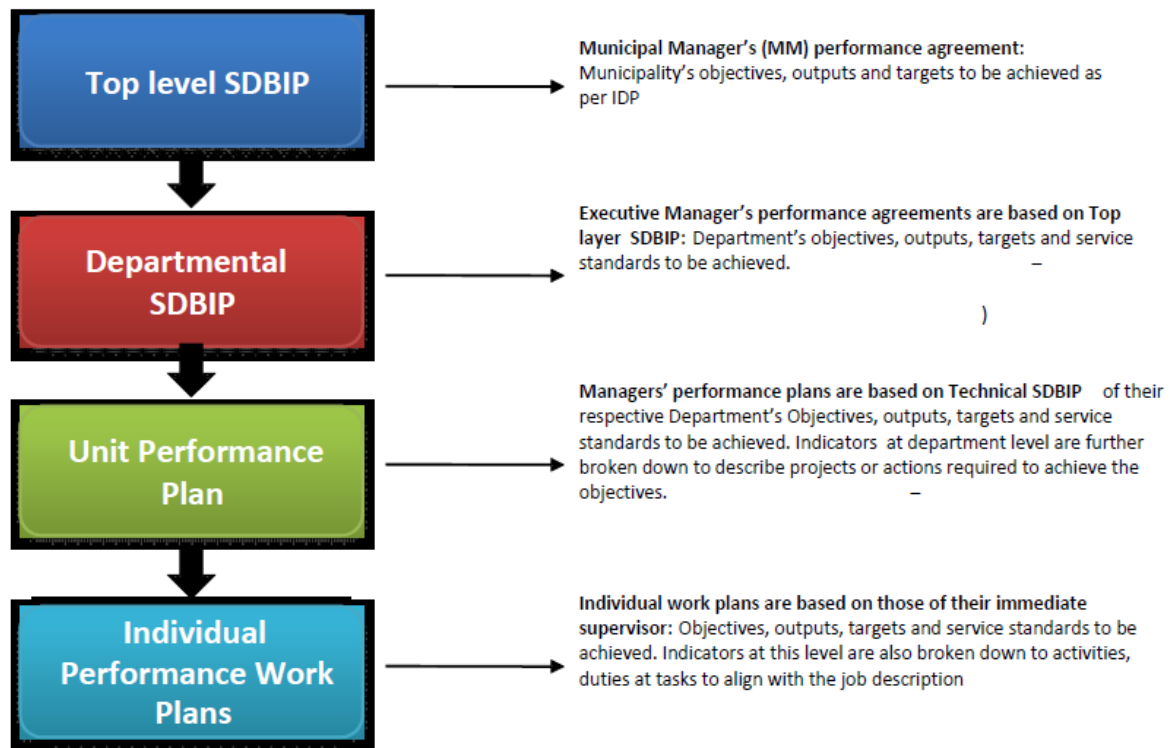 Top level SDBIP
Municipal Manager's (MM) performance agreement:
Municipality's objectives, outputs and targets to be achieved as
per IDP
Departmental
SDBIP
Executive Manager's performance agreements are based on Top
layer SDBIP: Department's objectives, outputs, targets and service
standards to be achieved. –
)
Unit Performance
Plan
Managers' performance plans are based on Technical SDBIP of their
respective Department's Objectives, outputs, targets and service
standards to be achieved. Indicators at department level are further
broken down to describe projects or actions required to achieve the
objectives. –
Individual
Performance Work
Plans
Individual work plans are based on those of their immediate
supervisor: Objectives, outputs, targets and service standards to be
achieved. Indicators at this level are also broken down to activities,
duties at tasks to align with the job description